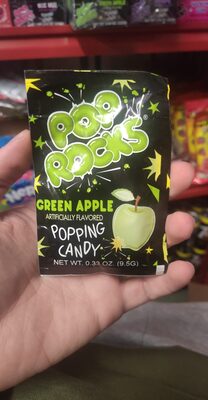 POP
ROCKS®
GREEN APPLE
ARTIFICIALLY FLAVORED
POPPING
CANDY
NET WT. 0.33 OZ. (9.5G)